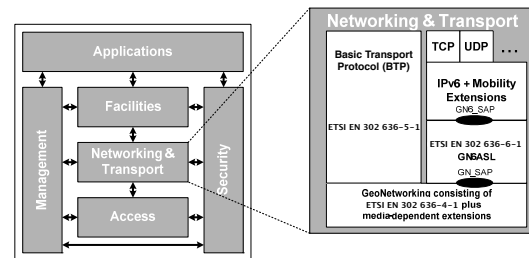 Applications
Management
Facilities
Networking &
Transport
Access
Security
Networking & Transport
Basic Transport
Protocol (BTP)
ETSI EN 302 636-5-1
TCP
UDP
...
IPv6 + Mobility
Extensions
GN6_SAP
ETSI EN 302 636-6-1
GN6ASL
GN_SAP
GeoNetworking consisting of
ETSI EN 302 636-4-1 plus
media-dependent extensions